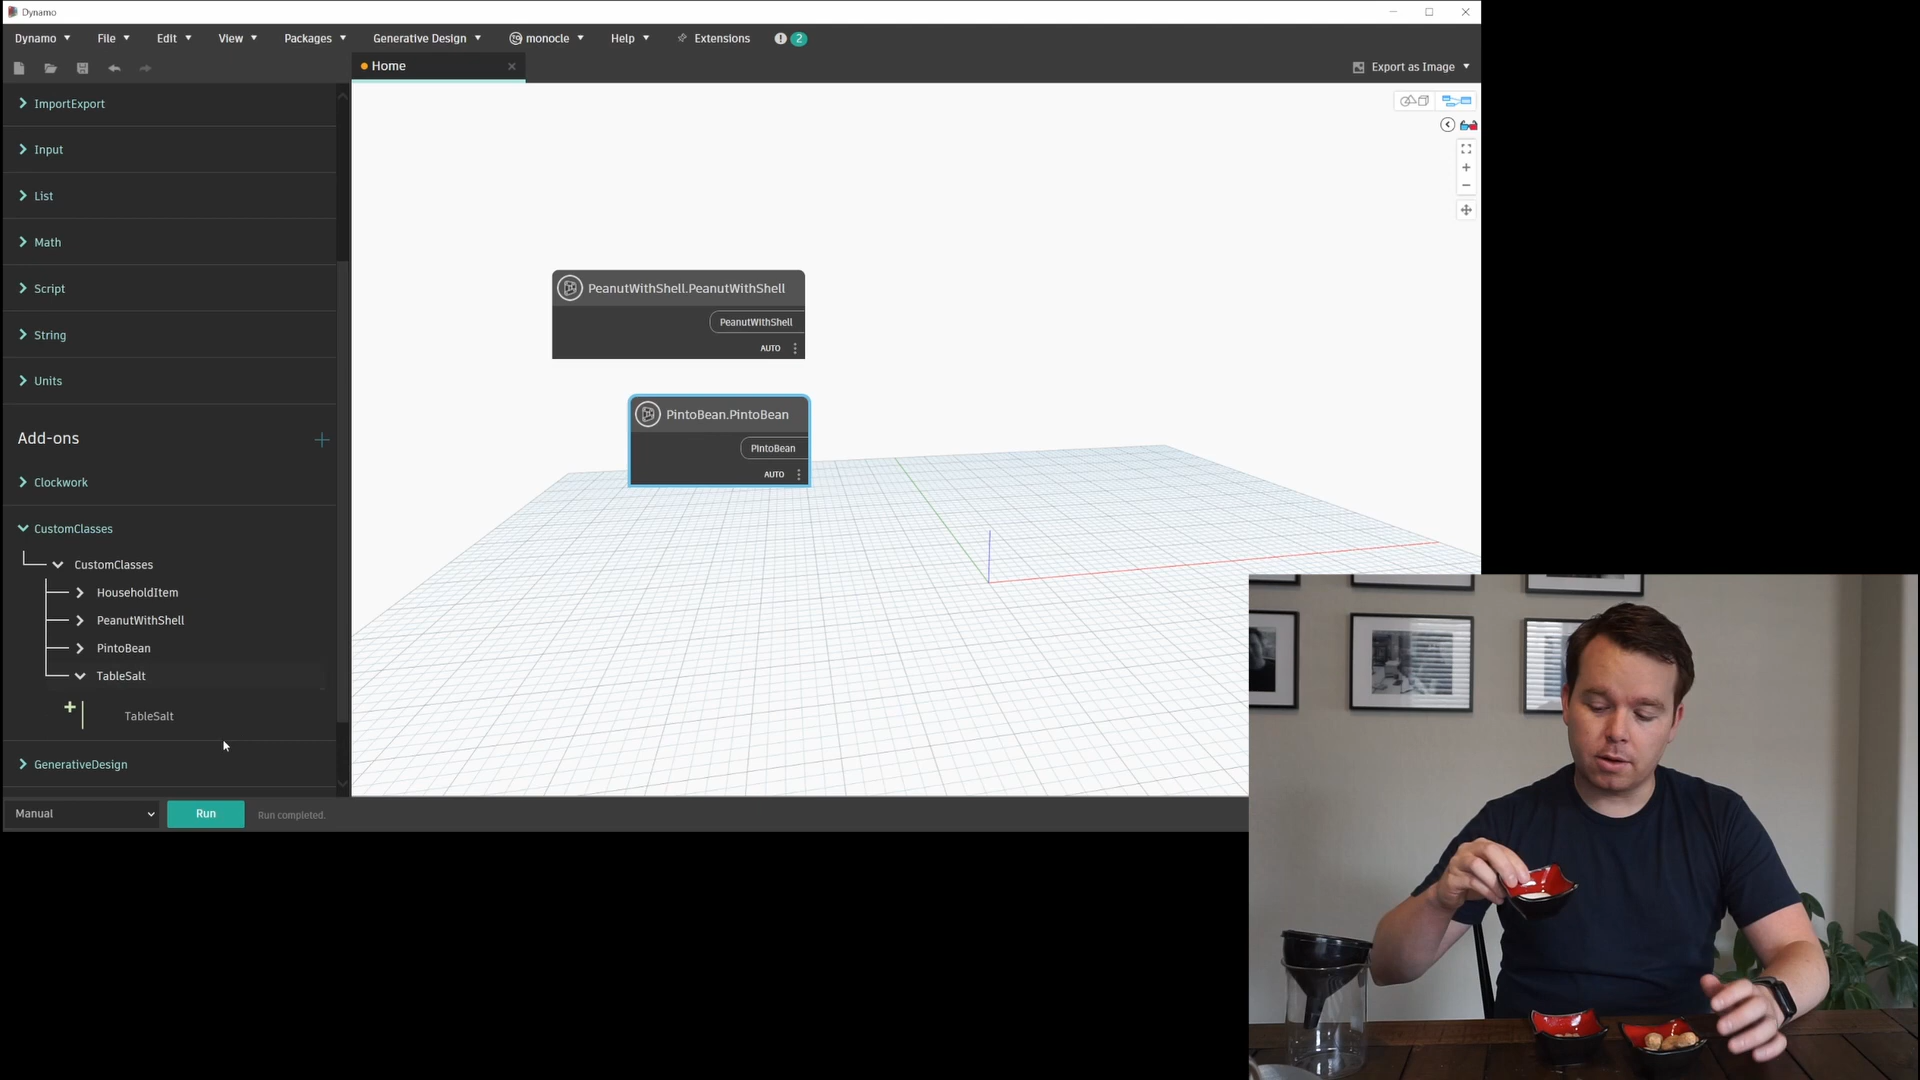 Dynamo
Dynamo File Edit View Packages Generative Design monocle Help Extensions 2
Home
Export as Image
ImportExport
Input
List
Math
Script
String
Units
Add-ons
Clockwork
CustomClasses
CustomClasses
HouseholdItem
PeanutWithShell
PintoBean
TableSalt
TableSalt
GenerativeDesign
PeanutWithShell.PeanutWithShell
PeanutWithShell
AUTO
PintoBean.PintoBean
PintoBean
AUTO
Manual
Run
Run completed.